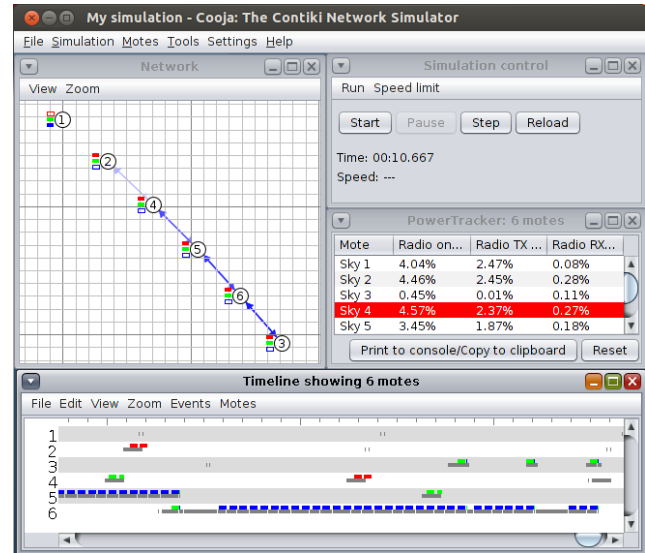 My simulation - Cooja: The Contiki Network Simulator
File Simulation Motes Tools Settings Help
Network
View Zoom
1
2
4
5
6
3
Simulation control
Run Speed limit
Start Pause Step Reload
Time: 00:10.667
Speed: ---
PowerTracker: 6 motes
Mote Radio on... Radio TX ... Radio RX...
Sky 1 4.04% 2.47% 0.08%
Sky 2 4.46% 2.45% 0.28%
Sky 3 0.45% 0.01% 0.11%
Sky 4 4.57% 2.37% 0.27%
Sky 5 3.45% 1.87% 0.18%
Print to console/Copy to clipboard Reset
Timeline showing 6 motes
File Edit View Zoom Events Motes
1
2
3
4
5
6